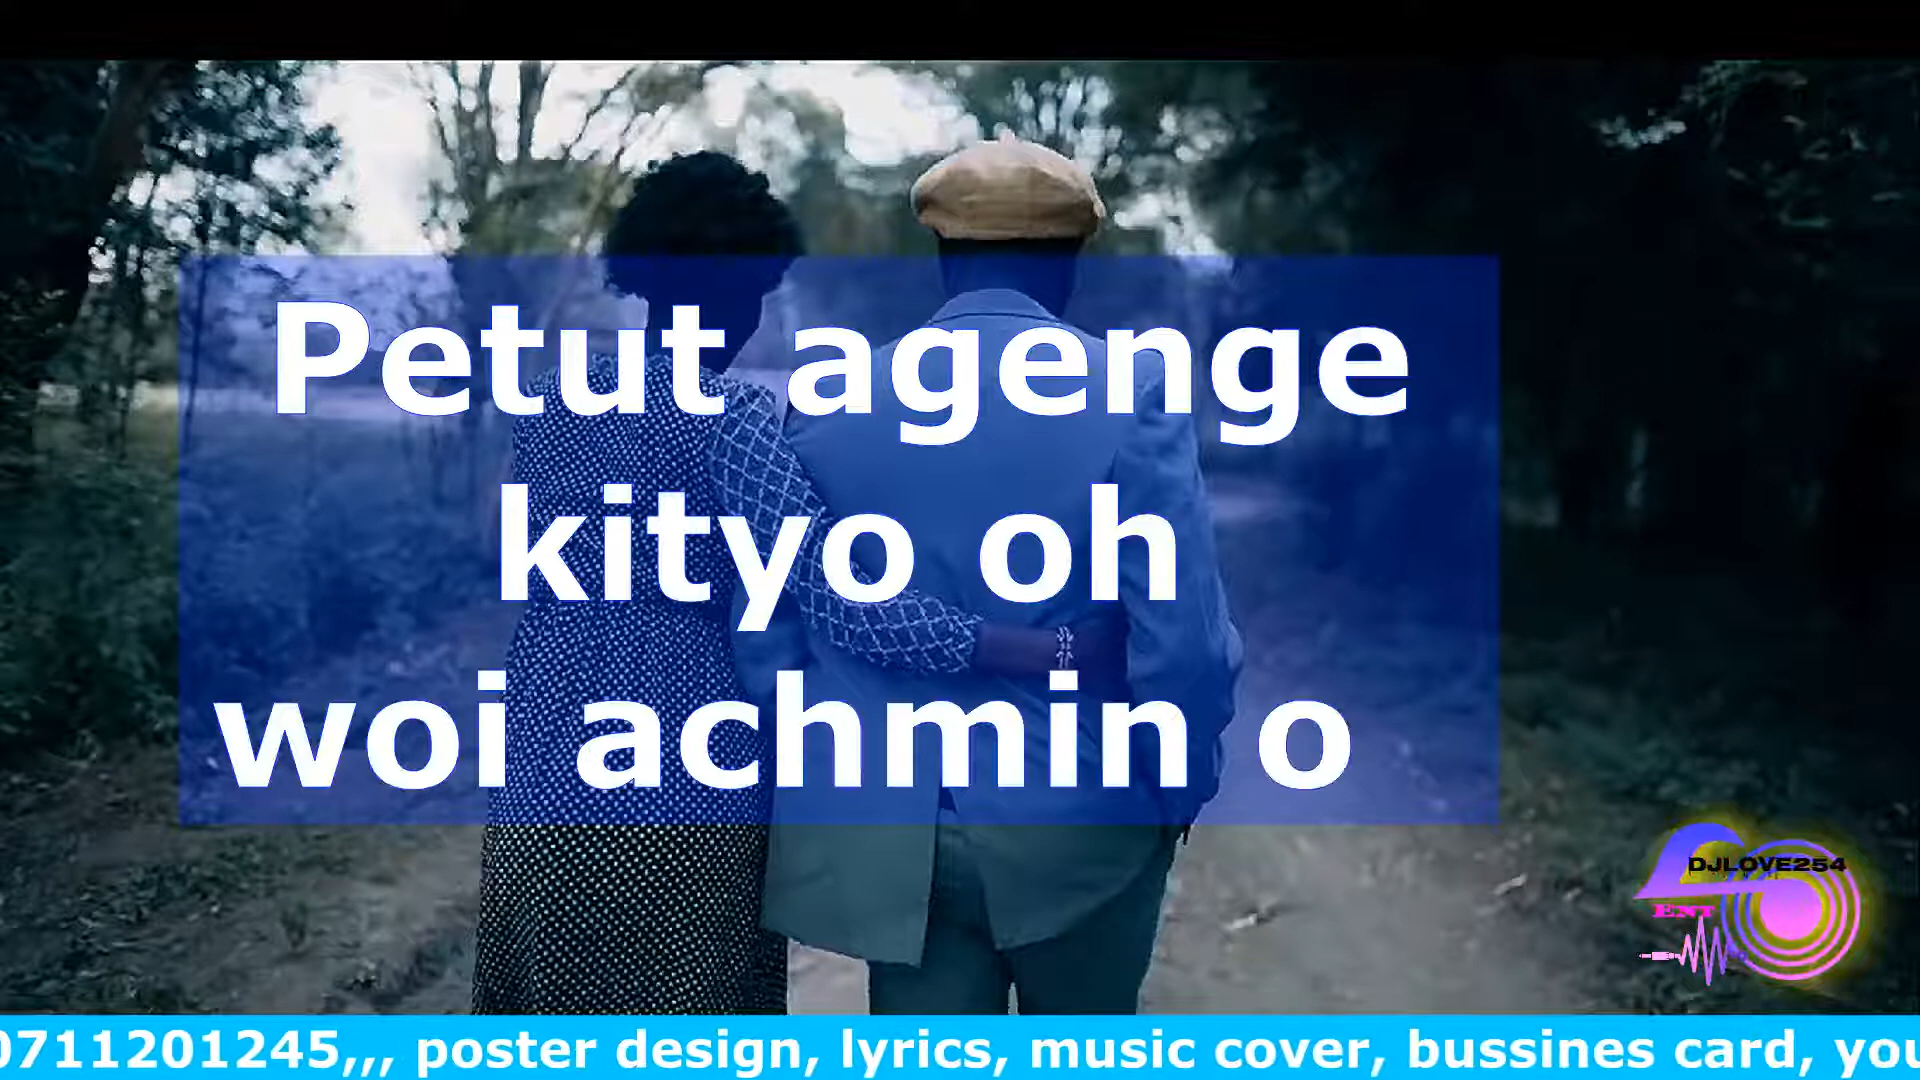 Petut agenge
kityo oh
woi achmin o
DJLOVE254
ENT
0711201245,,, poster design, lyrics, music cover, bussines card, you